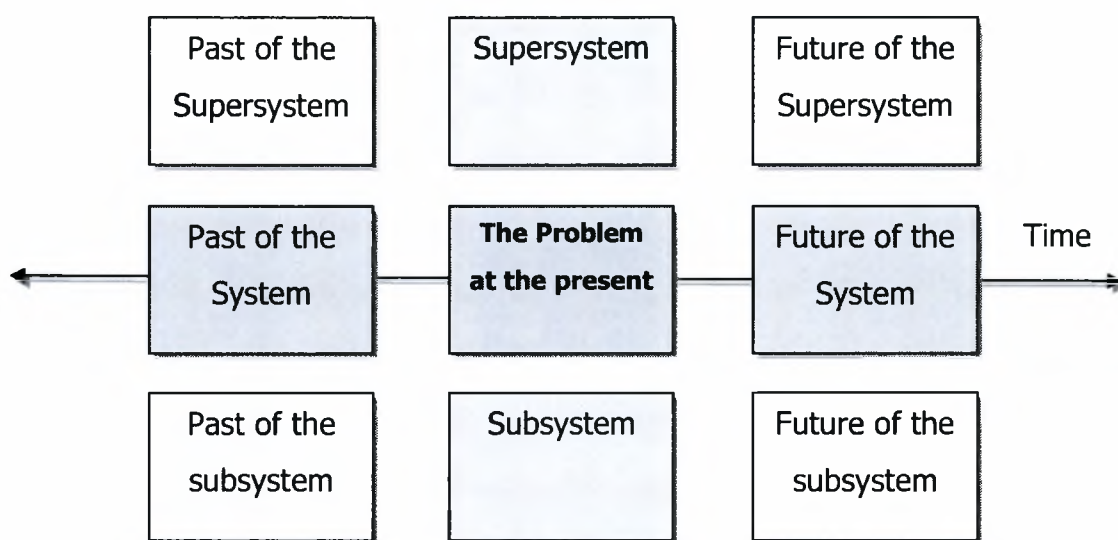 Past of the
Supersystem
Supersystem
Future of the
Supersystem
Past of the
System
The Problem
at the present
Future of the
System
Time
Past of the
subsystem
Subsystem
Future of the
subsystem